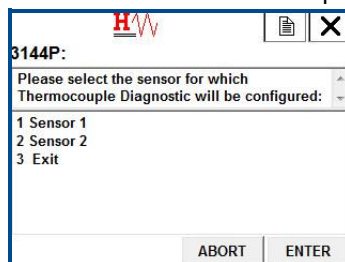 H
3144P:
Please select the sensor for which
Thermocouple Diagnostic will be configured:
1 Sensor 1
2 Sensor 2
3 Exit
ABORT ENTER